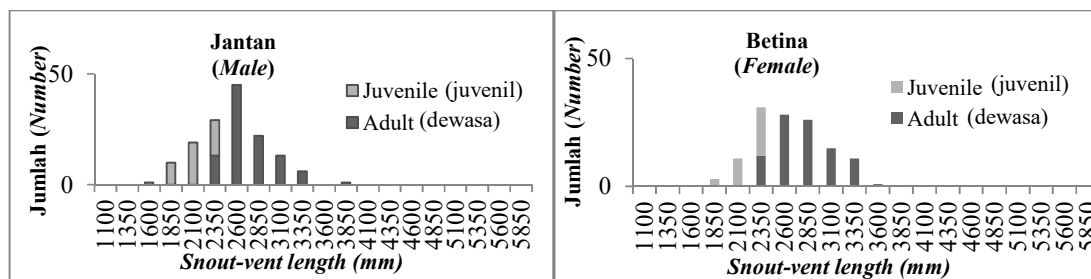 Jantan
(Male)
Jumlah (Number)
50
0
Juvenile (juvenil)
Adult (dewasa)
1100 1350 1600 1850 2100 2350 2600 2850 3100 3350 3600 3850 4100 4350 4600 4850 5100 5350 5600 5850
Snout-vent length (mm)
Betina
(Female)
Jumlah (Number)
50
0
Juvenile (juvenil)
Adult (dewasa)
1100 1350 1600 1850 2100 2350 2600 2850 3100 3350 3600 3850 4100 4350 4600 4850 5100 5350 5600 5850
Snout-vent length (mm)